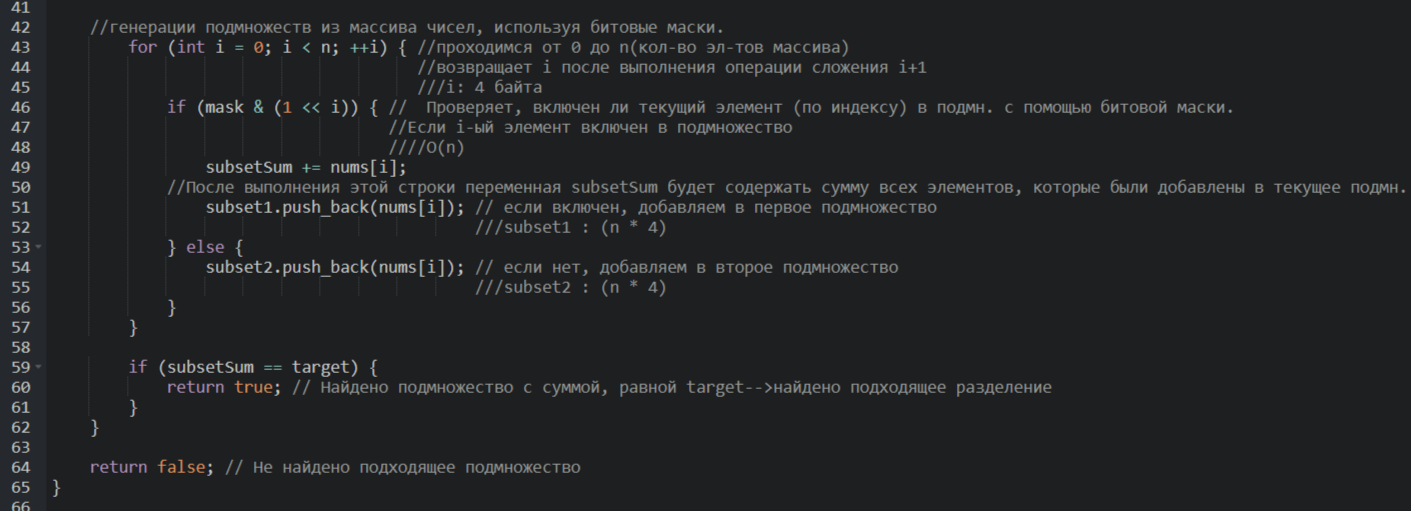 41
42 //генерации подмножеств из массива чисел, используя битовые маски.
43 for (int i = 0; i < n; ++i) { //проходимся от 0 до n(кол-во эл-тов массива)
44 //возвращает i после выполнения операции сложения i+1
45 ///i: 4 байта
46 if (mask & (1 << i)) { // Проверяет, включен ли текущий элемент (по индексу) в подмн. с помощью битовой маски.
47 //Если i-ый элемент включен в подмножество
48 ////O(n)
49 subsetSum += nums[i];
50 //После выполнения этой строки переменная subsetSum будет содержать сумму всех элементов, которые были добавлены в текущее подмн.
51 subset1.push_back(nums[i]); // если включен, добавляем в первое подмножество
52 ///subset1 : (n * 4)
53 } else {
54 subset2.push_back(nums[i]); // если нет, добавляем в второе подмножество
55 ///subset2 : (n * 4)
56 }
57 }
58
59 if (subsetSum == target) {
60 return true; // Найдено подмножество с суммой, равной target-->найдено подходящее разделение
61 }
62 }
63
64 return false; // Не найдено подходящее подмножество
65 }
66